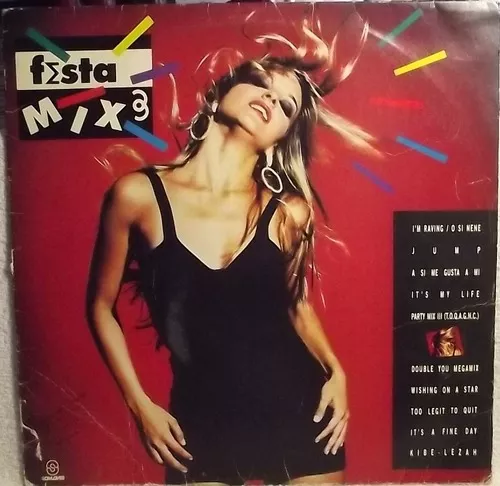 fΣsta
MIX 3
I'M RAVING / O SI NENE
JUMP
A SI ME GUSTA A MI
IT'S MY LIFE
PARTY MIX III (T.O.Q.A.G.N.C.)
DOUBLE YOU MEGAMIX
WISHING ON A STAR
TOO LEGIT TO QUIT
IT'S A FINE DAY
KIBE-LEZAH